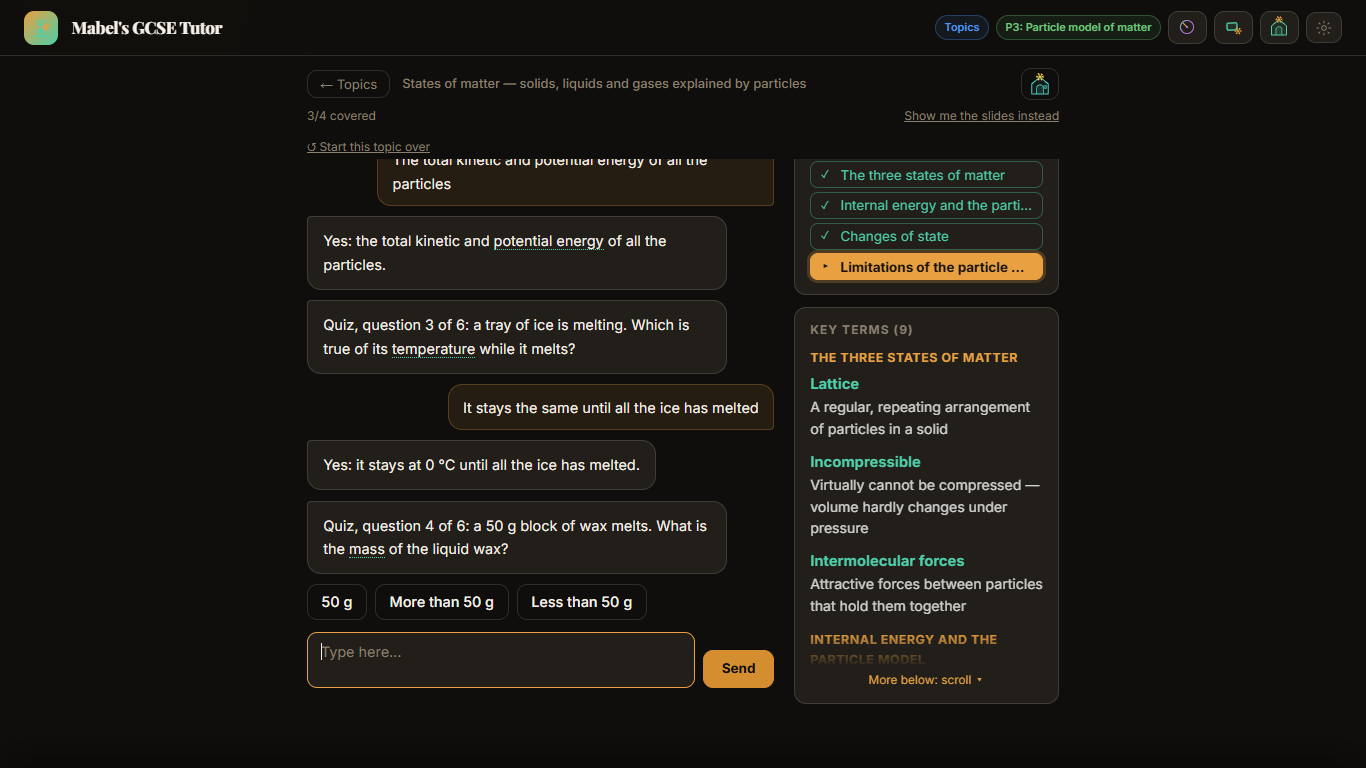 Mabel's GCSE Tutor
Topics
P3: Particle model of matter
← Topics
States of matter — solids, liquids and gases explained by particles
3/4 covered
Show me the slides instead
↺ Start this topic over
The total kinetic and potential energy of all the
particles
Yes: the total kinetic and potential energy of all the
particles.
Quiz, question 3 of 6: a tray of ice is melting. Which is
true of its temperature while it melts?
It stays the same until all the ice has melted
Yes: it stays at 0 °C until all the ice has melted.
Quiz, question 4 of 6: a 50 g block of wax melts. What is
the mass of the liquid wax?
50 g
More than 50 g
Less than 50 g
Type here...
Send
✓ The three states of matter
✓ Internal energy and the parti...
✓ Changes of state
▸ Limitations of the particle ...
KEY TERMS (9)
THE THREE STATES OF MATTER
Lattice
A regular, repeating arrangement
of particles in a solid
Incompressible
Virtually cannot be compressed —
volume hardly changes under
pressure
Intermolecular forces
Attractive forces between particles
that hold them together
INTERNAL ENERGY AND THE
PARTICLE MODEL
More below: scroll ▾